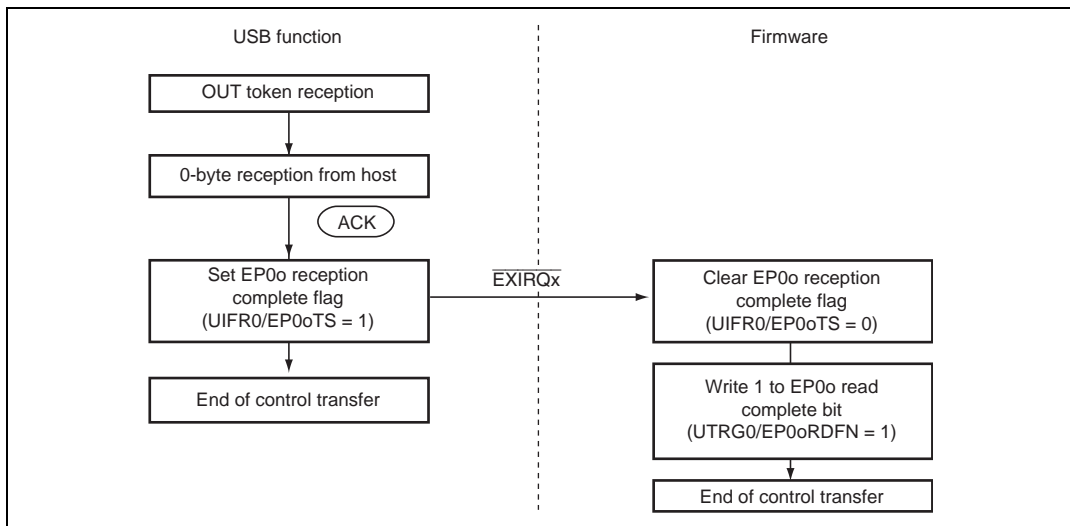 USB function
Firmware
OUT token reception
0-byte reception from host
ACK
Set EP0o reception
complete flag
(UIFR0/EP0oTS = 1)
EXIRQx
Clear EP0o reception
complete flag
(UIFR0/EP0oTS = 0)
End of control transfer
Write 1 to EP0o read
complete bit
(UTRG0/EP0oRDFN = 1)
End of control transfer